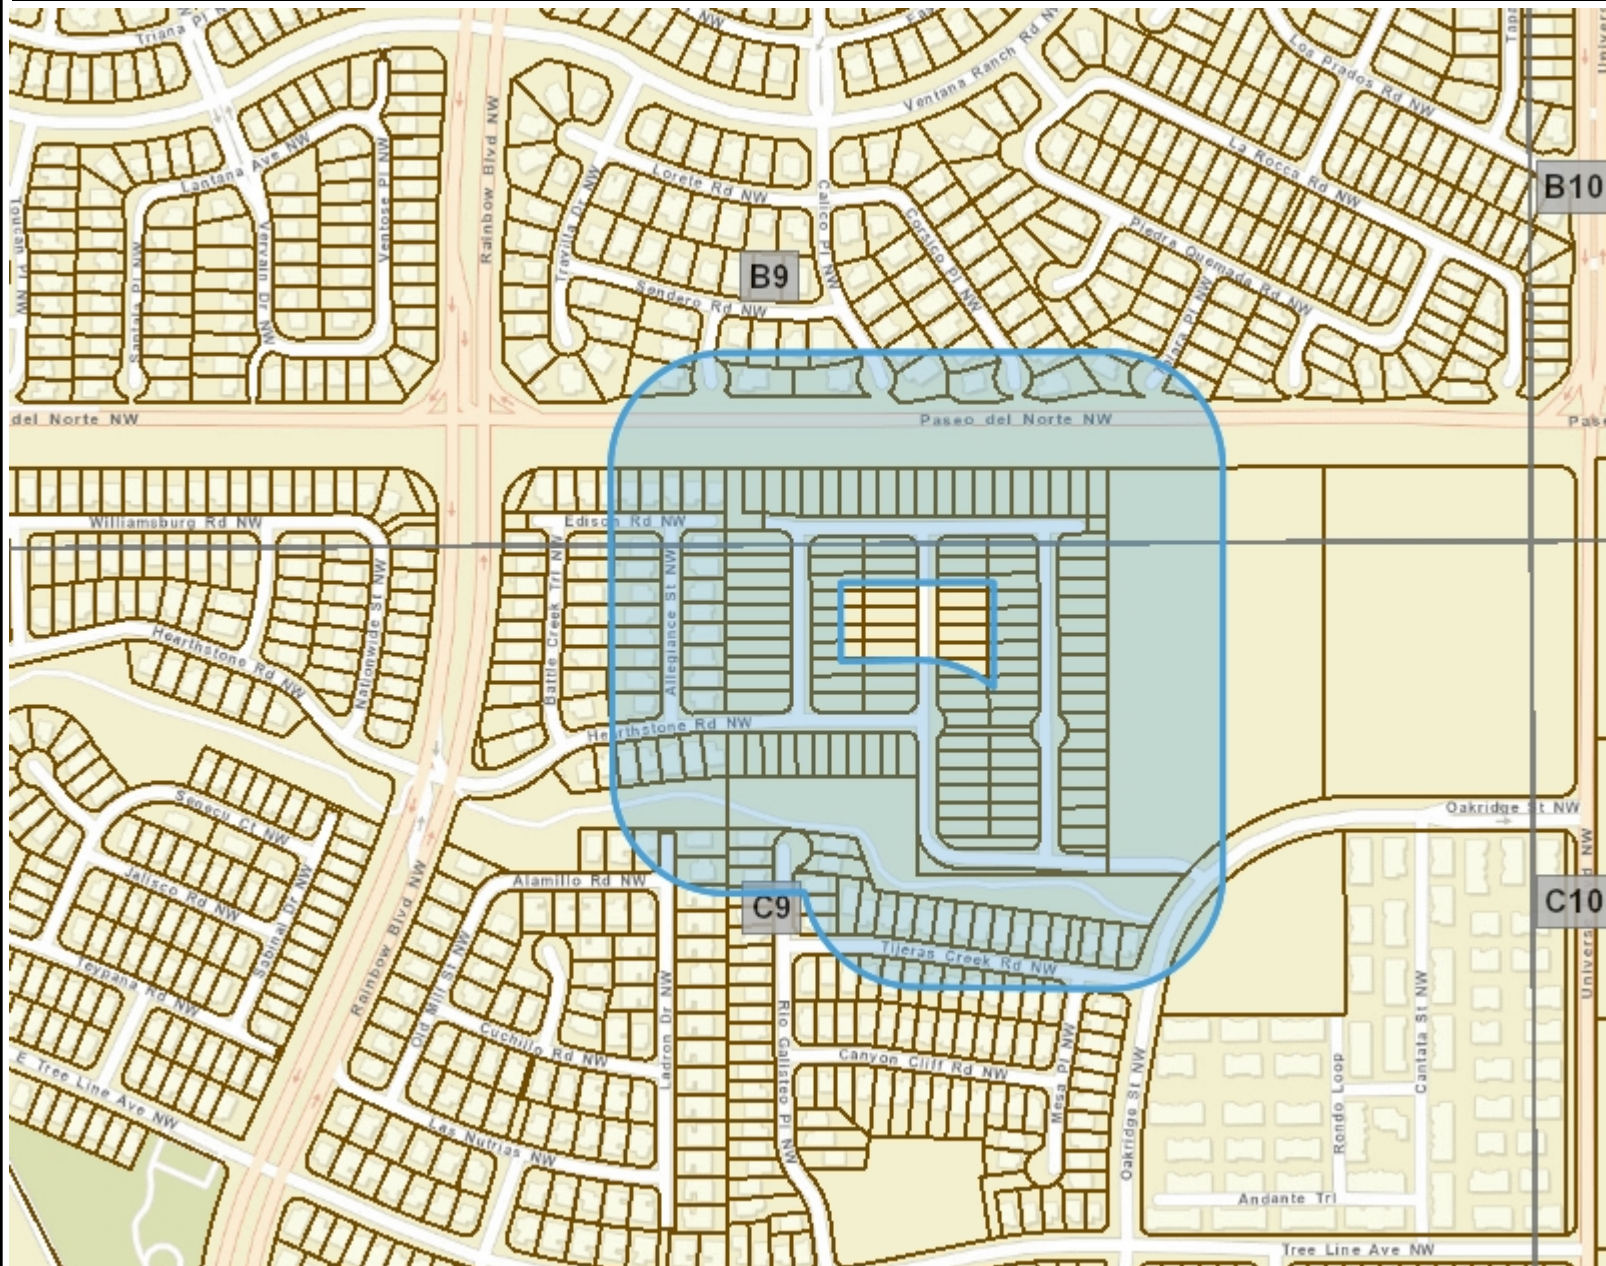 Triana Pl N
NW
Ventana Ranch Rd N
Los Prados Rd NW
Tapa
Univers
Rainbow Blvd NW
Lantana Ave NW
Ventose Pl NW
Toucan Pl NW
Santala Pl NW
Vervain Dr NW
Travilla Dr NW
Lorete Rd NW
Calico Pl NW
Corsico Pl NW
La Rocca Rd NW
Piedra Quemada Rd NW
B10
B9
Sendero Rd NW
del Norte NW
Paseo del Norte NW
Pase
Williamsburg Rd NW
Edison Rd NW
Hearthstone Rd NW
Nationwide St NW
Battle Creek Trl NW
Allegiance St NW
Hearthstone Rd NW
Senecu Ct NW
Jalisco Rd NW
Sabinal Dr NW
Teypana Rd NW
E Tree Line Ave NW
Rainbow Blvd NW
Oakridge St NW
Alamillo Rd NW
C9
C10
Old Mill St NW
Cuchillo Rd NW
Ladron Dr NW
Las Nutrias NW
Tijeras Creek Rd NW
Rio Galisteo Pl NW
Canyon Cliff Rd NW
Mesa Pl NW
Oakridge St NW
Cantata St NW
Rondo Loop
Andante Trl
Tree Line Ave NW